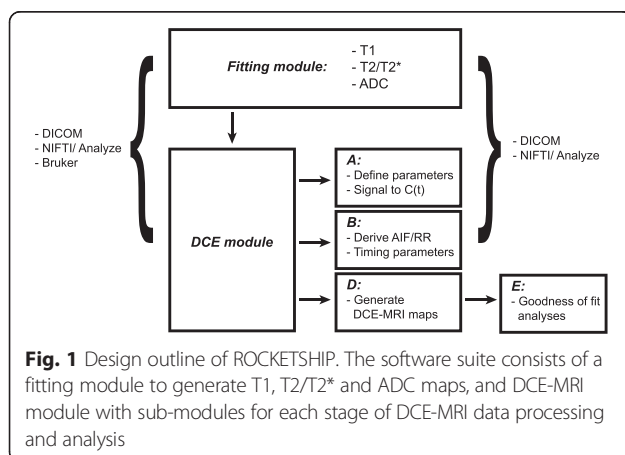 Fitting module:
- T1
- T2/T2*
- ADC
- DICOM
- NIFTI/ Analyze
- Bruker
- DICOM
- NIFTI/ Analyze
DCE module
A:
- Define parameters
- Signal to C(t)
B:
- Derive AIF/RR
- Timing parameters
D:
- Generate
DCE-MRI maps
E:
- Goodness of fit
analyses
Fig. 1 Design outline of ROCKETSHIP. The software suite consists of a
fitting module to generate T1, T2/T2* and ADC maps, and DCE-MRI
module with sub-modules for each stage of DCE-MRI data processing
and analysis